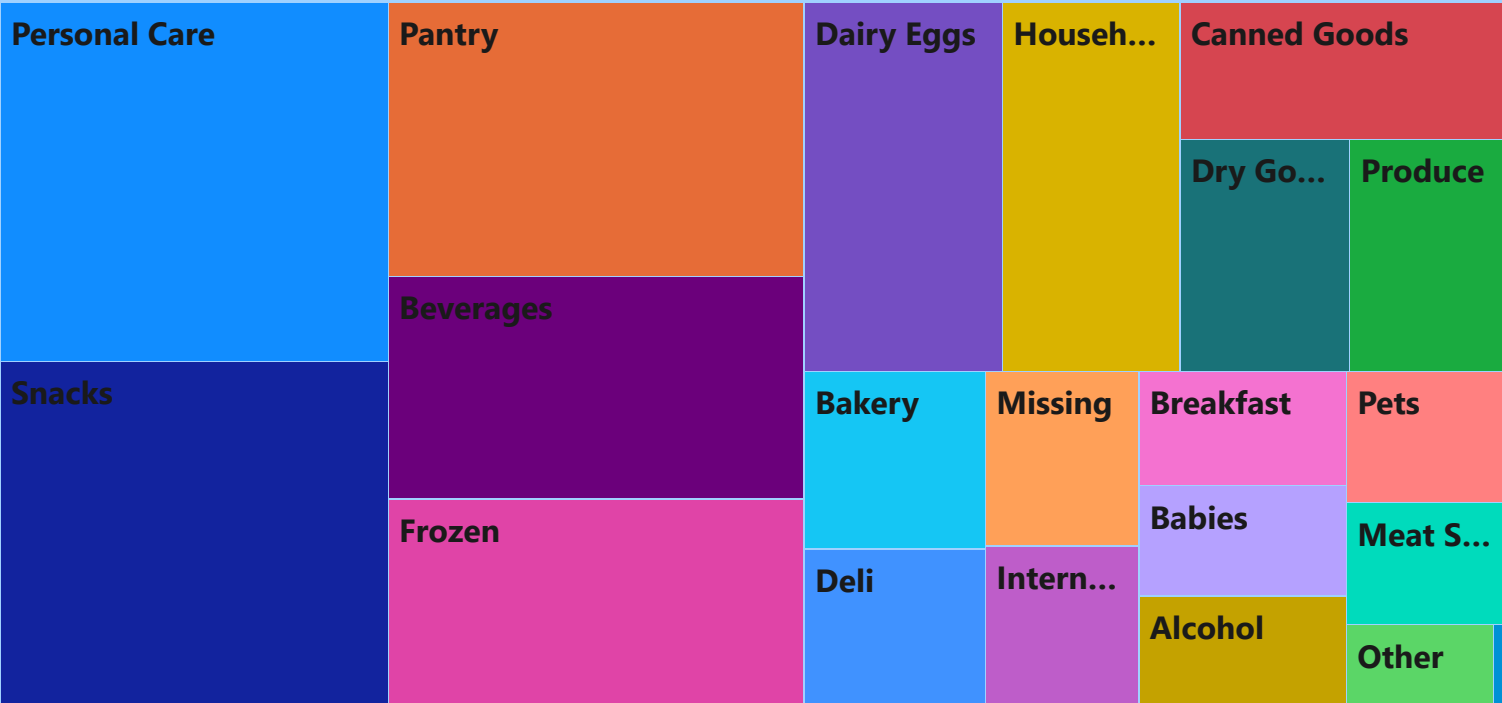 Personal Care
Snacks
Pantry
Beverages
Frozen
Dairy Eggs
Househ...
Canned Goods
Dry Go...
Produce
Bakery
Deli
Missing
Intern...
Breakfast
Babies
Alcohol
Pets
Meat S...
Other